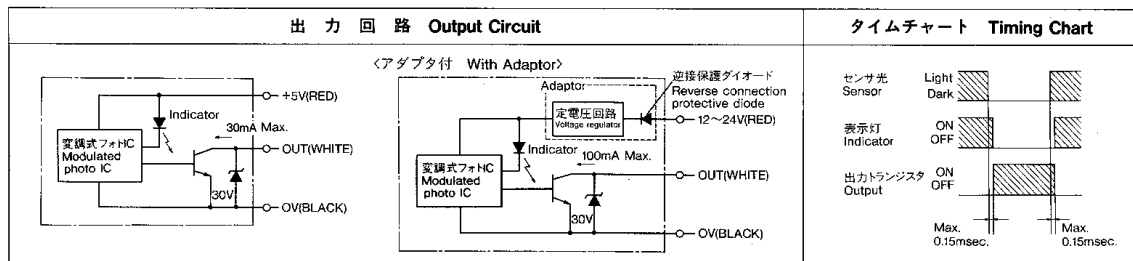 出 力 回 路 Output Circuit
タイムチャート Timing Chart
+5V(RED)
Indicator
30mA Max.
変調式フォトIC
Modulated
photo IC
OUT(WHITE)
30V
OV(BLACK)
〈アダプタ付 With Adaptor〉
逆接保護ダイオード
Reverse connection
protective diode
Adaptor
定電圧回路
Voltage regulator
12〜24V(RED)
Indicator
100mA Max.
変調式フォトIC
Modulated
photo IC
OUT(WHITE)
30V
OV(BLACK)
センサ光 Light
Sensor Dark
表示灯 ON
Indicator OFF
出力トランジスタ ON
Output OFF
Max. Max.
0.15msec. 0.15msec.